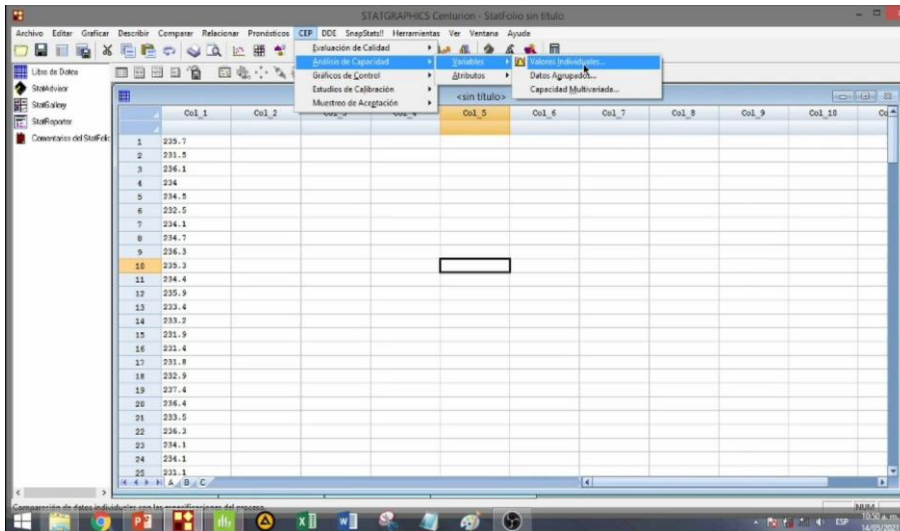 STATGRAPHICS Centurion - StatFolio sin título
Archivo Editar Graficar Describir Comparar Relacionar Pronósticos CEP DDE SnapStats!! Herramientas Ver Ventana Ayuda
Evaluación de Calidad
Análisis de Capacidad
Gráficos de Control
Estudios de Calibración
Muestreo de Aceptación
Variables
Atributos
Valores Individuales...
Datos Agrupados...
Capacidad Multivariada...
Libro de Datos
StatAdvisor
StatGallery
StatReporter
Comentarios del StatFolio
<sin título>
Col_1 Col_2 Col_5 Col_6 Col_7 Col_8 Col_9 Col_10
1 235.7
2 231.5
3 236.1
4 234
5 234.5
6 232.5
7 234.1
8 234.7
9 236.3
10 235.3
11 234.4
12 235.9
13 233.4
14 233.2
15 231.9
16 231.4
17 231.8
18 232.9
19 237.4
20 236.4
21 233.5
22 236.3
23 234.1
24 234.1
25 231.1
A B C
Comparación de datos individuales con las especificaciones del proceso
NUM
ESP
10:50 a. m.
14/05/2021